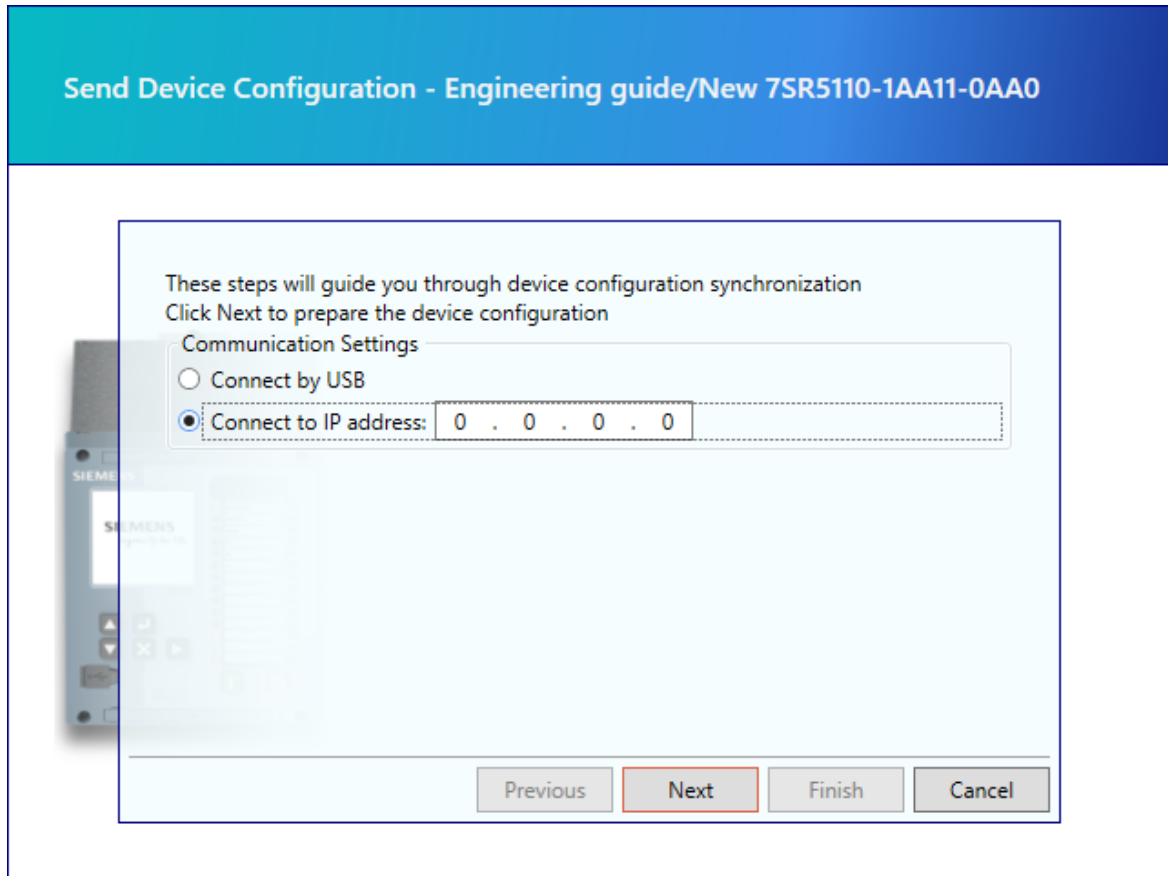 Send Device Configuration - Engineering guide/New 7SR5110-1AA11-0AA0
These steps will guide you through device configuration synchronization
Click Next to prepare the device configuration
Communication Settings
Connect by USB
Connect to IP address: 0 . 0 . 0 . 0
SIEMENS
SIEMENS
Previous Next Finish Cancel